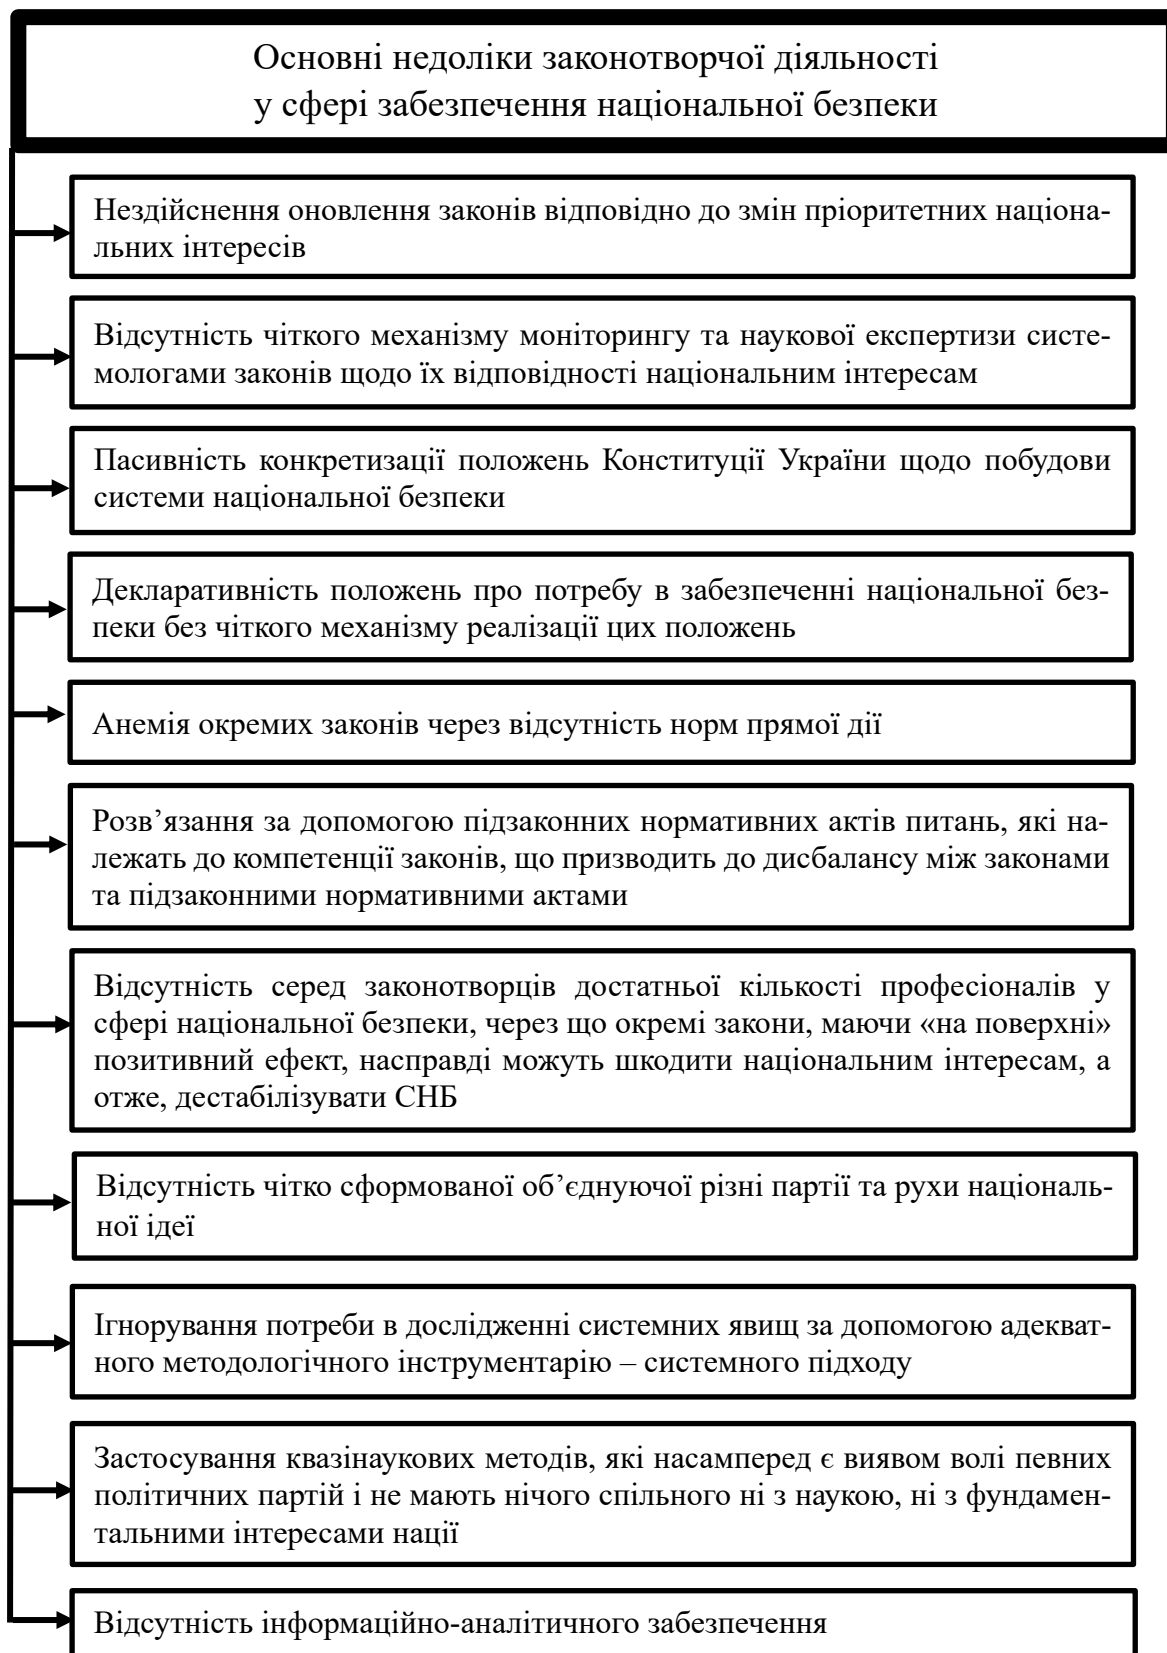 Основні недоліки законотворчої діяльності
у сфері забезпечення національної безпеки
Нездійснення оновлення законів відповідно до змін пріоритетних націона-
льних інтересів
Відсутність чіткого механізму моніторингу та наукової експертизи систе-
мологами законів щодо їх відповідності національним інтересам
Пасивність конкретизації положень Конституції України щодо побудови
системи національної безпеки
Декларативність положень про потребу в забезпеченні національної без-
пеки без чіткого механізму реалізації цих положень
Анемія окремих законів через відсутність норм прямої дії
Розв’язання за допомогою підзаконних нормативних актів питань, які на-
лежать до компетенції законів, що призводить до дисбалансу між законами
та підзаконними нормативними актами
Відсутність серед законотворців достатньої кількості професіоналів у
сфері національної безпеки, через що окремі закони, маючи «на поверхні»
позитивний ефект, насправді можуть шкодити національним інтересам, а
отже, дестабілізувати СНБ
Відсутність чітко сформованої об’єднуючої різні партії та рухи національ-
ної ідеї
Ігнорування потреби в дослідженні системних явищ за допомогою адекват-
ного методологічного інструментарію – системного підходу
Застосування квазінаукових методів, які насамперед є виявом волі певних
політичних партій і не мають нічого спільного ні з наукою, ні з фундамен-
тальними інтересами нації
Відсутність інформаційно-аналітичного забезпечення